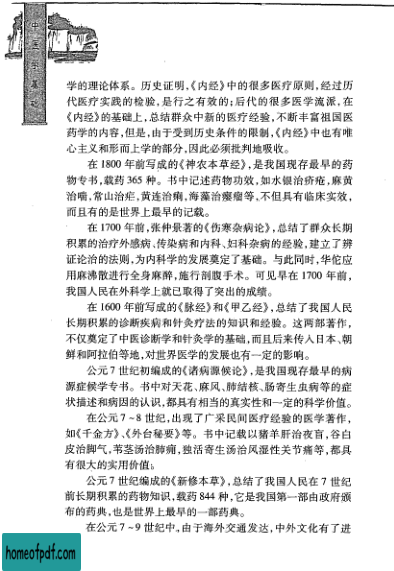 中医学基础
学的理论体系。历史证明,《内经》中的很多医疗原则,经过历
代医疗实践的检验,是行之有效的;后代的很多医学流派,在
《内经》的基础上,总结群众中新的医疗经验,不断丰富祖国医
药学的内容,但是,由于受到历史条件的限制,《内经》中也有唯
心主义和形而上学的部分,因此必须批判地吸收。
在1800年前写成的《神农本草经》,是我国现存最早的药
物专书,载药365种。书中记述药物功效,如水银治疥疮,麻黄
治喘,常山治疟,黄连治痢,海藻治瘿瘤等,不但具有临床实效,
而且有的是世界上最早的记载。
在1700年前,张仲景著的《伤寒杂病论》,总结了群众长期
积累的治疗外感病、传染病和内科、妇科杂病的经验,建立了辨
证论治的法则,为内科学的发展奠定了基础。与此同时,华佗应
用麻沸散进行全身麻醉,施行剖腹手术。可见早在1700年前,
我国人民在外科学上就已取得了突出的成绩。
在1600年前写成的《脉经》和《甲乙经》,总结了我国人民
长期积累的诊断疾病和针灸疗法的知识和经验。这两部著作,
不仅奠定了中医诊断学和针灸学的基础,而且后来传入日本、朝
鲜和阿拉伯等地,对世界医学的发展也有一定的影响。
公元7世纪初编成的《诸病源候论》,是我国现存最早的病
源症候学专书。书中对天花、麻风、肺结核、肠寄生虫病等的症
状描述和病因的认识,都具有相当的真实性和一定的科学价值。
在公元7~8世纪,出现了广采民间医疗经验的医学著作,
如《千金方》、《外台秘要》等。书中记载以猪羊肝治夜盲,谷白
皮治脚气,苇茎汤治肺痈,独活寄生汤治风湿性关节痛等,都具
有很大的实用价值。
公元7世纪编成的《新修本草》,总结了我国人民在7世纪
前长期积累的药物知识,载药844种,它是我国第一部由政府颁
布的药典,也是世界上最早的一部药典。
在公元7~9世纪中,由于海外交通发达,中外文化有了进
homeofpdf.com